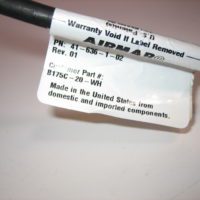 Warranty Void If Label Removed
AIRMAR
PN: 41-636-1-02
Rev. 01
Customer Part #:
B175C-20-WH
Made in the United States from
domestic and imported components.